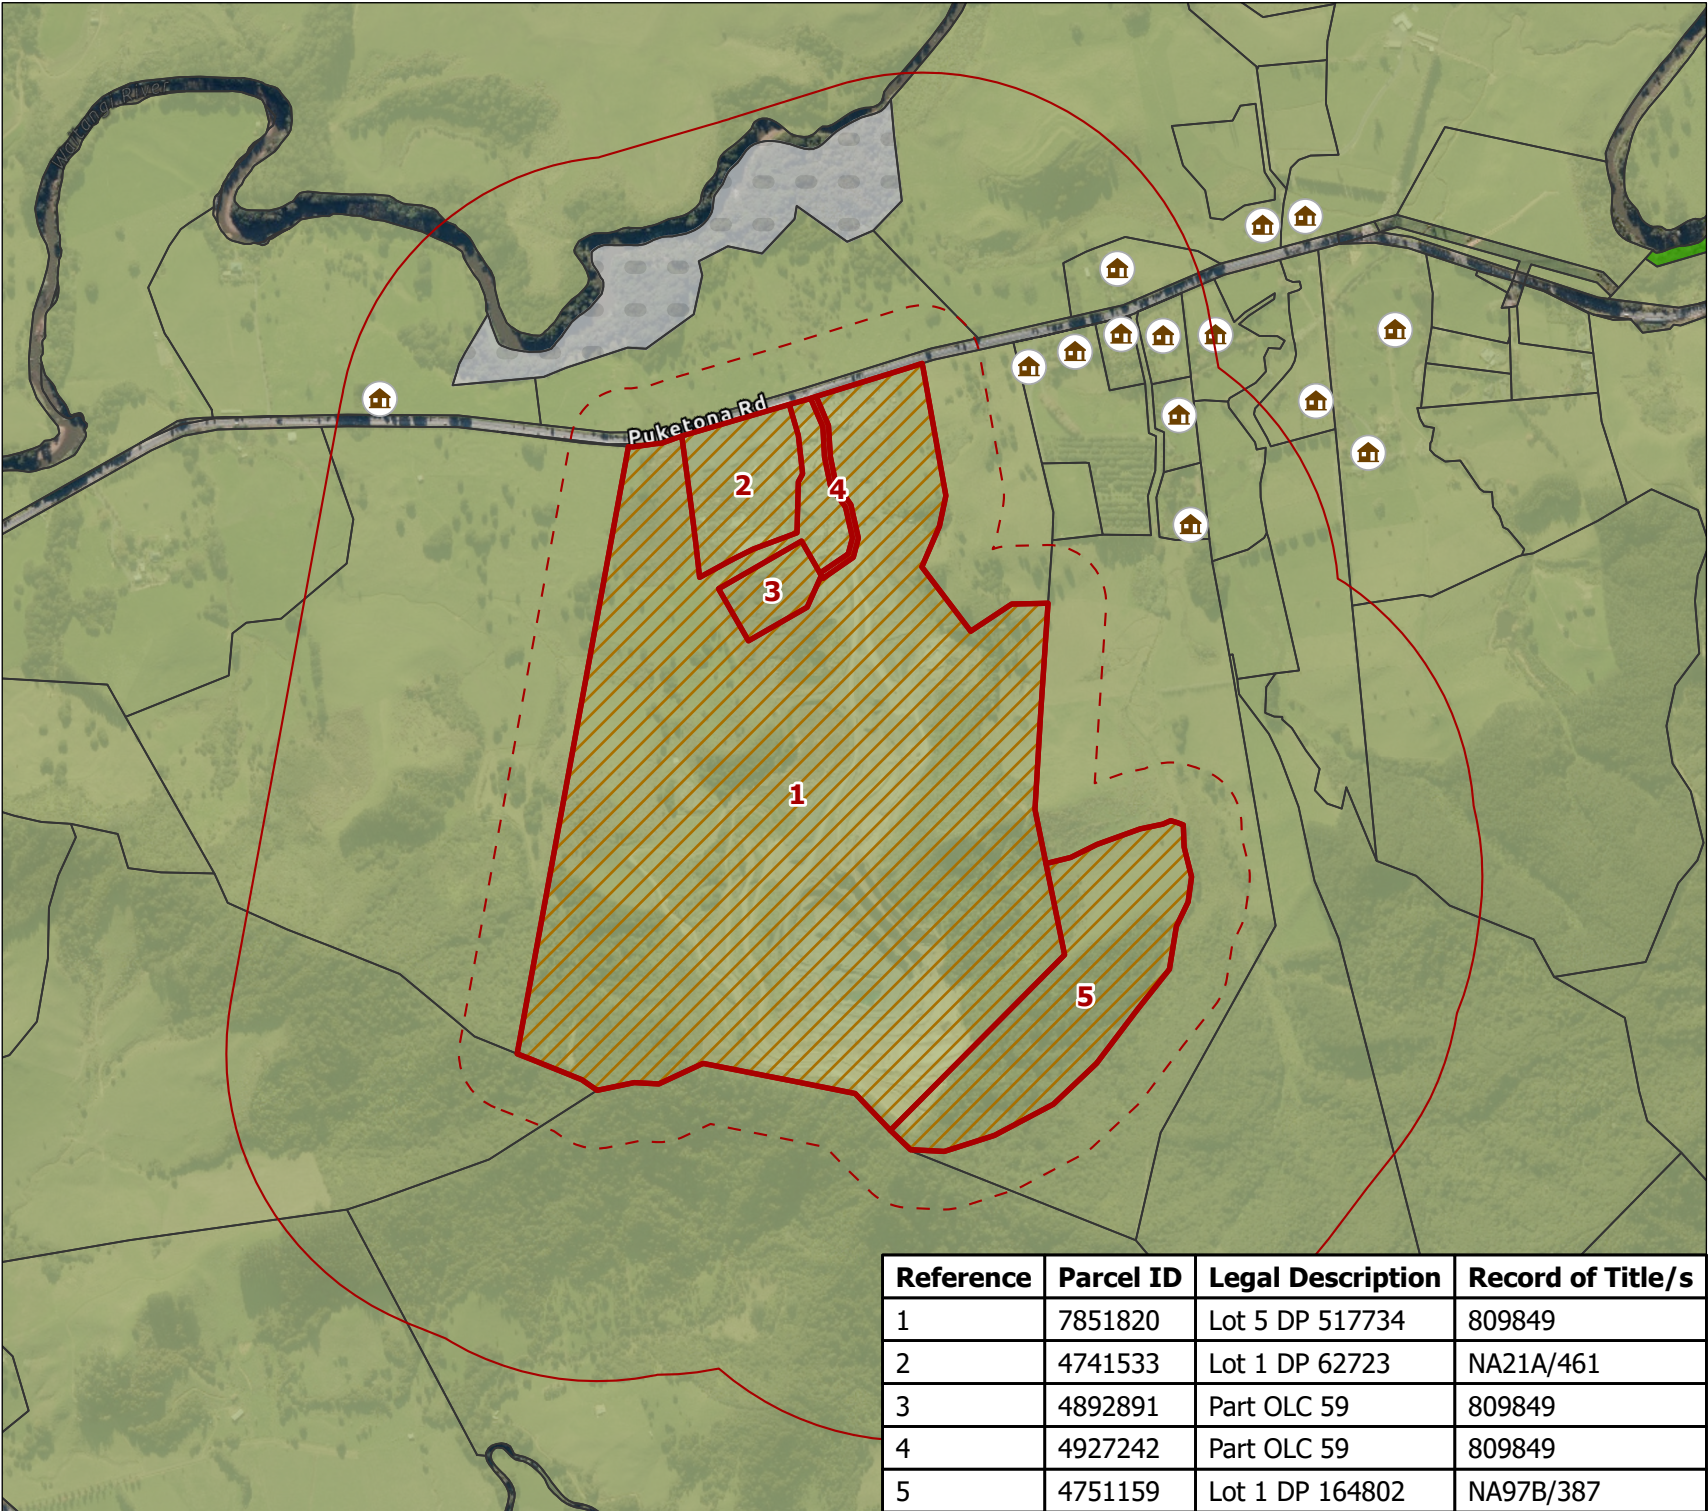 Waitangi River
Puketona Rd
2
4
3
1
5
Reference Parcel ID Legal Description Record of Title/s
1 7851820 Lot 5 DP 517734 809849
2 4741533 Lot 1 DP 62723 NA21A/461
3 4892891 Part OLC 59 809849
4 4927242 Part OLC 59 809849
5 4751159 Lot 1 DP 164802 NA97B/387